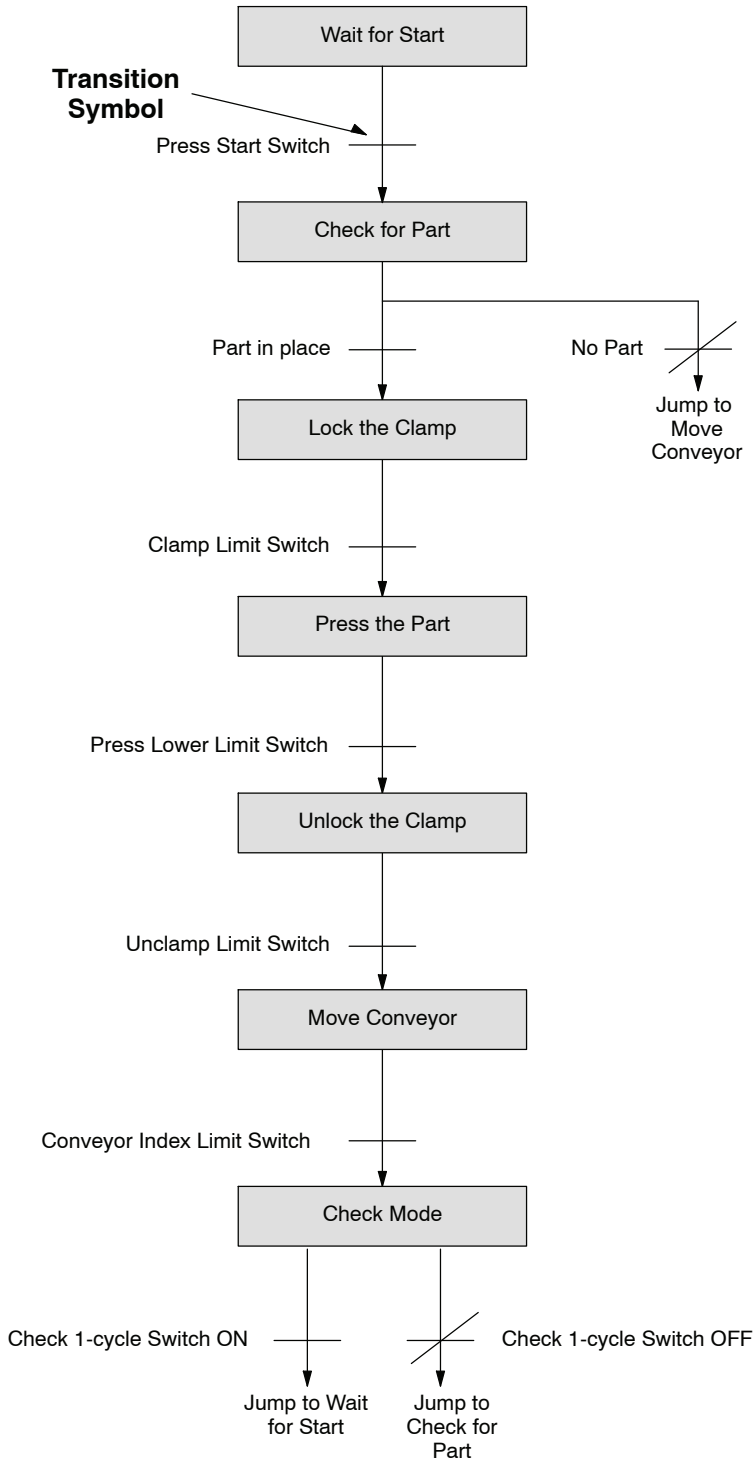 Wait for Start
Transition
Symbol
Press Start Switch
Check for Part
Part in place
No Part
Jump to
Move
Conveyor
Lock the Clamp
Clamp Limit Switch
Press the Part
Press Lower Limit Switch
Unlock the Clamp
Unclamp Limit Switch
Move Conveyor
Conveyor Index Limit Switch
Check Mode
Check 1-cycle Switch ON
Check 1-cycle Switch OFF
Jump to Wait
for Start
Jump to
Check for
Part